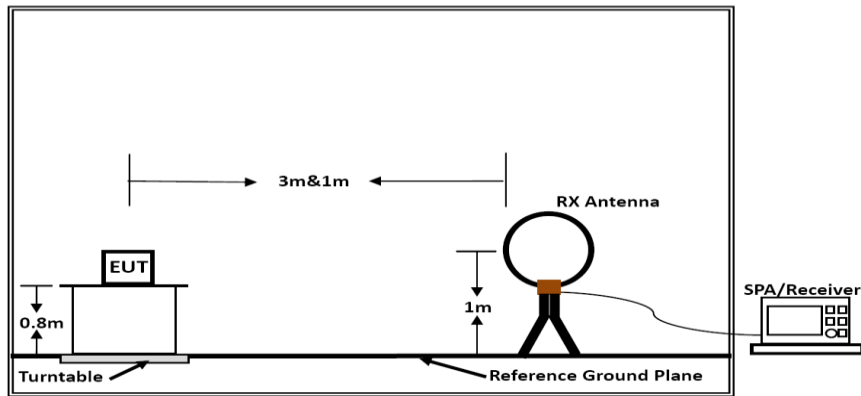 3m&1m
RX Antenna
EUT
SPA/Receiver
0.8m
1m
Turntable
Reference Ground Plane